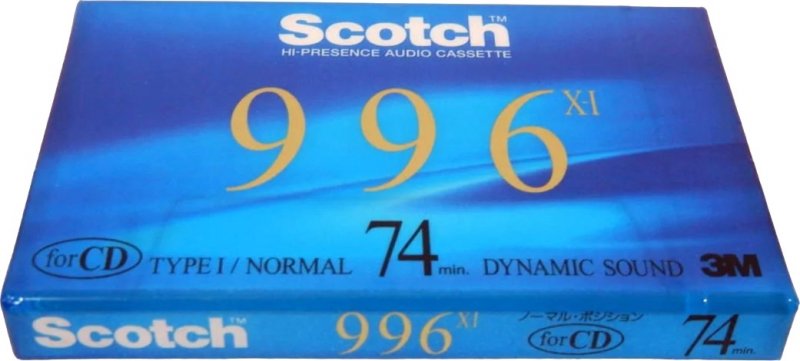 Scotch™
HI-PRESENCE AUDIO CASSETTE
996 X-I
for CD TYPE I / NORMAL 74 min. DYNAMIC SOUND 3M
Scotch™ 996 XI ノーマル・ポジション for CD 74 min.